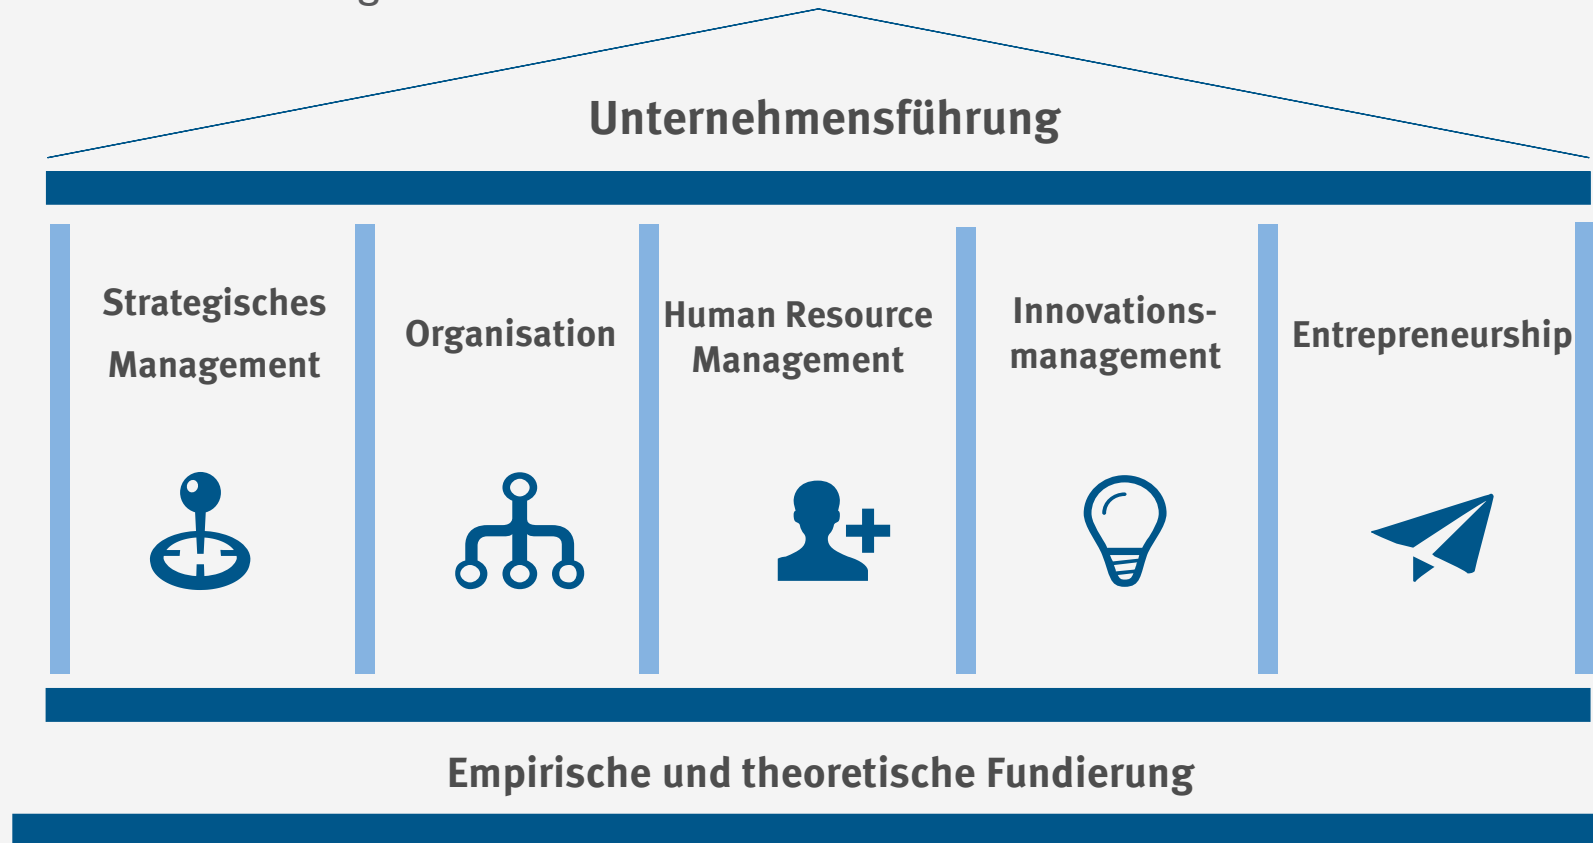 Unternehmensführung
Strategisches
Management
Organisation
Human Resource
Management
Innovations-
management
Entrepreneurship
Empirische und theoretische Fundierung